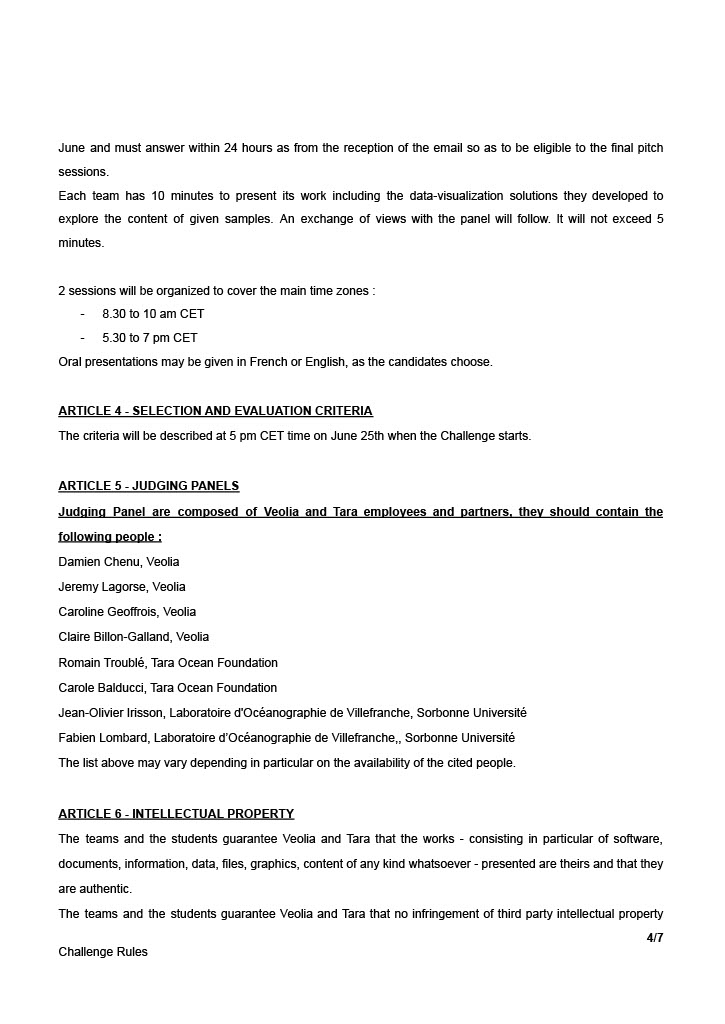 June and must answer within 24 hours as from the reception of the email so as to be eligible to the final pitch
sessions.
Each team has 10 minutes to present its work including the data-visualization solutions they developed to
explore the content of given samples. An exchange of views with the panel will follow. It will not exceed 5
minutes.
2 sessions will be organized to cover the main time zones :
- 8.30 to 10 am CET
- 5.30 to 7 pm CET
Oral presentations may be given in French or English, as the candidates choose.
ARTICLE 4 - SELECTION AND EVALUATION CRITERIA
The criteria will be described at 5 pm CET time on June 25th when the Challenge starts.
ARTICLE 5 - JUDGING PANELS
Judging Panel are composed of Veolia and Tara employees and partners, they should contain the
following people :
Damien Chenu, Veolia
Jeremy Lagorse, Veolia
Caroline Geoffrois, Veolia
Claire Billon-Galland, Veolia
Romain Troublé, Tara Ocean Foundation
Carole Balducci, Tara Ocean Foundation
Jean-Olivier Irisson, Laboratoire d'Océanographie de Villefranche, Sorbonne Université
Fabien Lombard, Laboratoire d’Océanographie de Villefranche,, Sorbonne Université
The list above may vary depending in particular on the availability of the cited people.
ARTICLE 6 - INTELLECTUAL PROPERTY
The teams and the students guarantee Veolia and Tara that the works - consisting in particular of software,
documents, information, data, files, graphics, content of any kind whatsoever - presented are theirs and that they
are authentic.
The teams and the students guarantee Veolia and Tara that no infringement of third party intellectual property
4/7
Challenge Rules